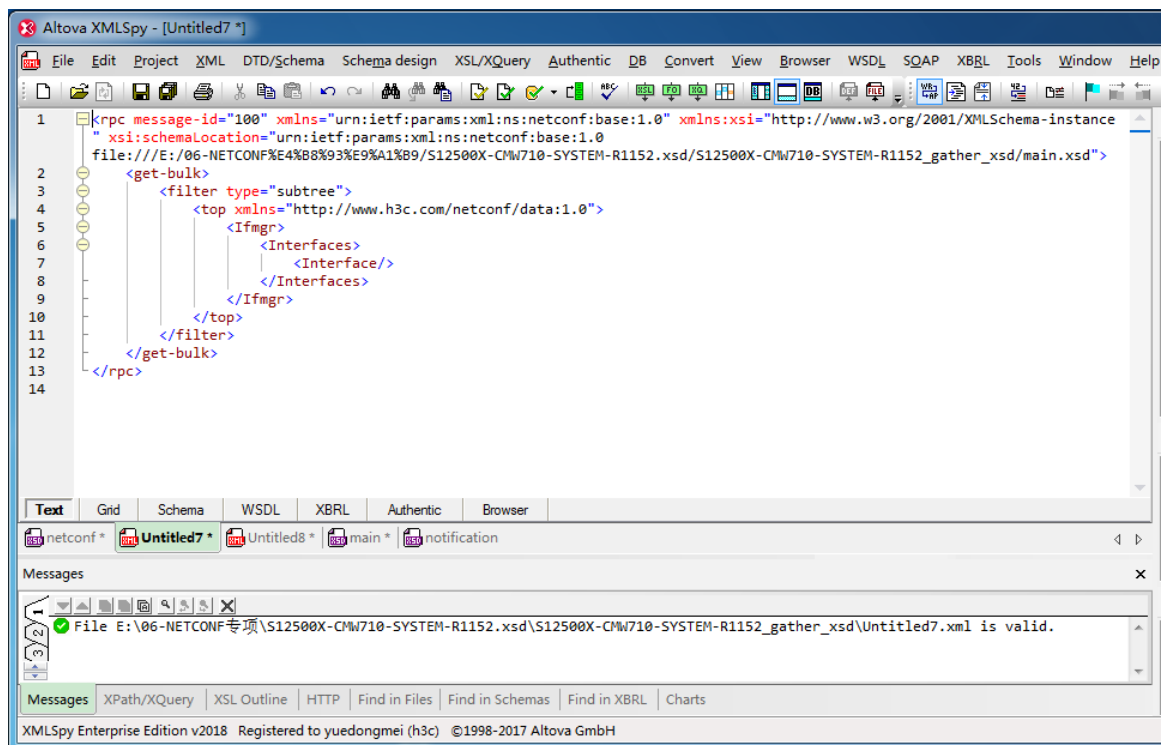 Altova XMLSpy - [Untitled7 *]
File Edit Project XML DTD/Schema Schema design XSL/XQuery Authentic DB Convert View Browser WSDL SOAP XBRL Tools Window Help
1 <rpc message-id="100" xmlns="urn:ietf:params:xml:ns:netconf:base:1.0" xmlns:xsi="http://www.w3.org/2001/XMLSchema-instance
" xsi:schemaLocation="urn:ietf:params:xml:ns:netconf:base:1.0
file:///E:/06-NETCONF%E4%B8%93%E9%A1%B9/S12500X-CMW710-SYSTEM-R1152.xsd/S12500X-CMW710-SYSTEM-R1152_gather_xsd/main.xsd">
2 <get-bulk>
3 <filter type="subtree">
4 <top xmlns="http://www.h3c.com/netconf/data:1.0">
5 <Ifmgr>
6 <Interfaces>
7 <Interface/>
8 </Interfaces>
9 </Ifmgr>
10 </top>
11 </filter>
12 </get-bulk>
13 </rpc>
14
Text Grid Schema WSDL XBRL Authentic Browser
netconf * Untitled7 * Untitled8 * main * notification
Messages
1
2
3
File E:\06-NETCONF专项\S12500X-CMW710-SYSTEM-R1152.xsd\S12500X-CMW710-SYSTEM-R1152_gather_xsd\Untitled7.xml is valid.
Messages XPath/XQuery XSL Outline HTTP Find in Files Find in Schemas Find in XBRL Charts
XMLSpy Enterprise Edition v2018 Registered to yuedongmei (h3c) ©1998-2017 Altova GmbH